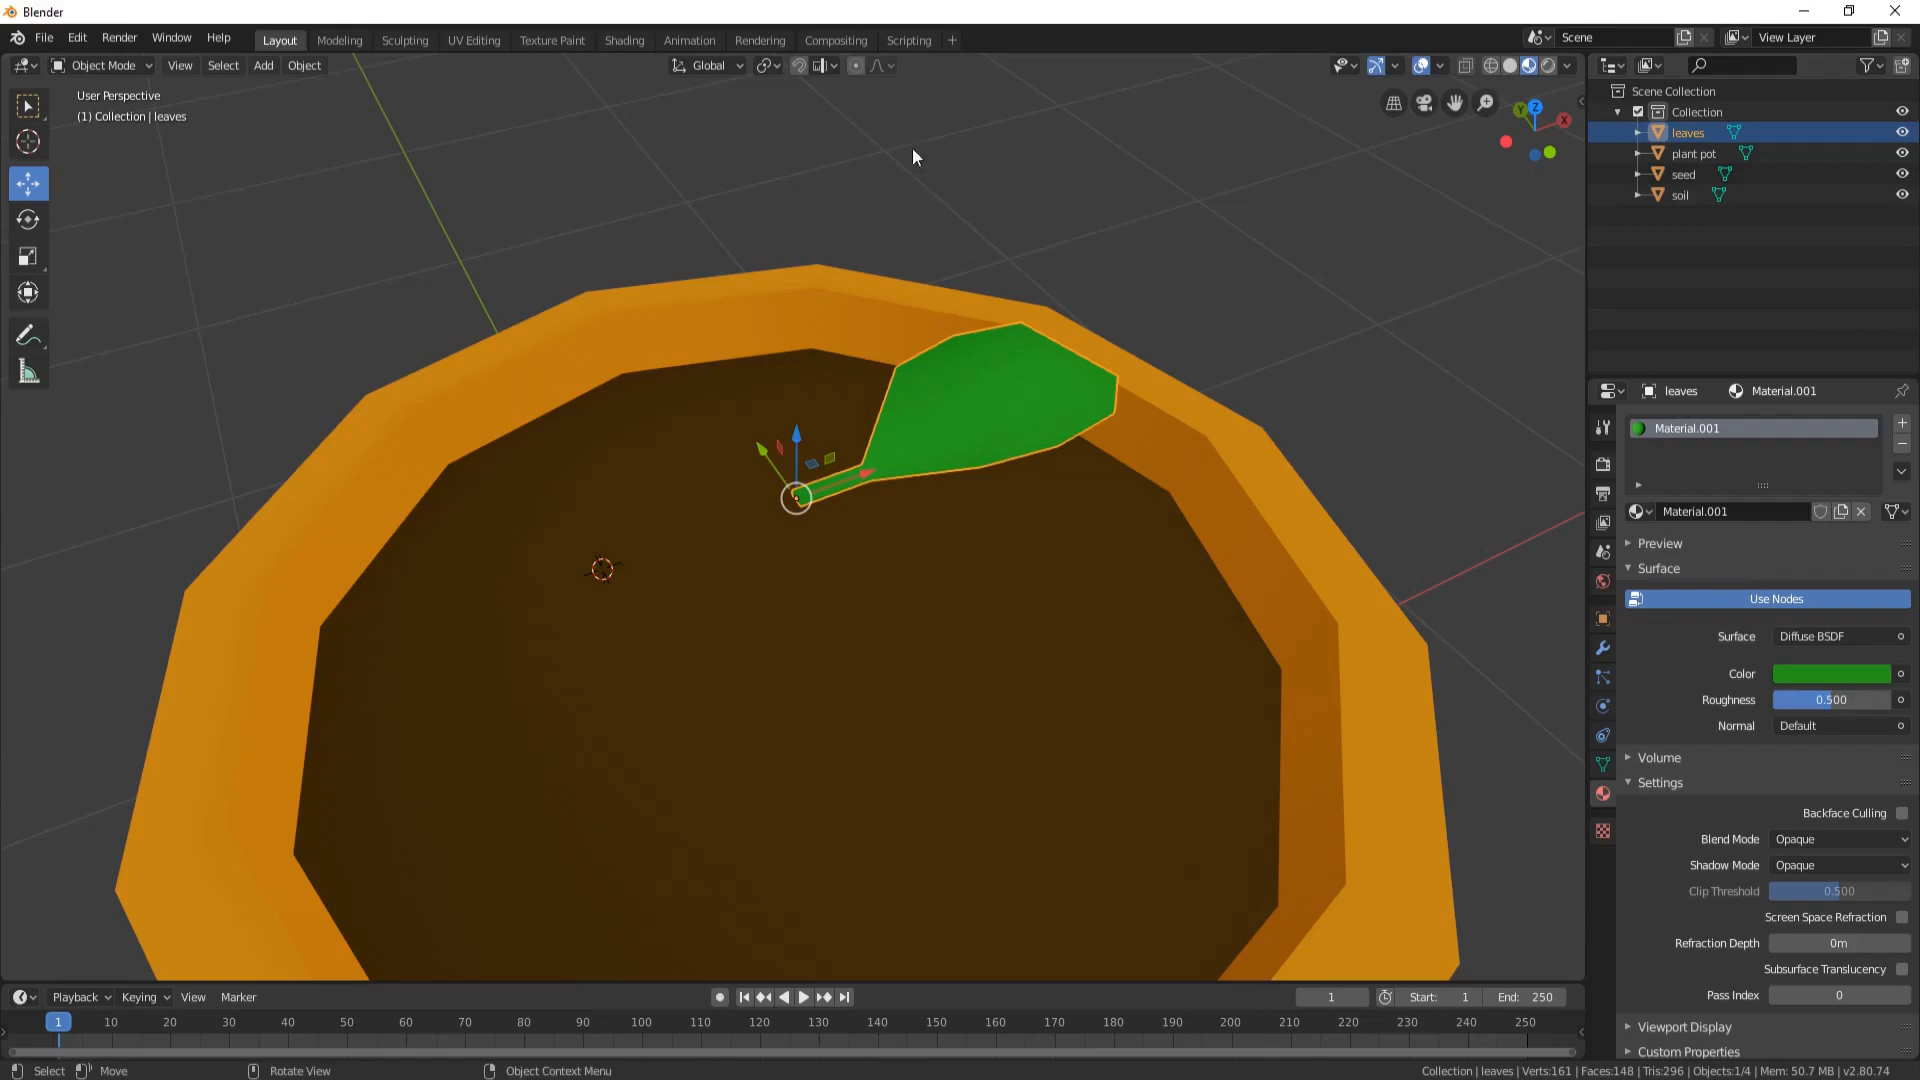 Blender
File Edit Render Window Help
Layout Modeling Sculpting UV Editing Texture Paint Shading Animation Rendering Compositing Scripting +
Scene
View Layer
Object Mode View Select Add Object
Global
User Perspective
(1) Collection | leaves
Z
Y
X
Scene Collection
Collection
leaves
plant pot
seed
soil
leaves Material.001
Material.001
Material.001
Preview
Surface
Use Nodes
Surface Diffuse BSDF
Color
Roughness 0.500
Normal Default
Volume
Settings
Backface Culling
Blend Mode Opaque
Shadow Mode Opaque
Clip Threshold 0.500
Screen Space Refraction
Refraction Depth 0m
Subsurface Translucency
Pass Index 0
Viewport Display
Custom Properties
Playback Keying View Marker
1 Start: 1 End: 250
1 10 20 30 40 50 60 70 80 90 100 110 120 130 140 150 160 170 180 190 200 210 220 230 240 250
Select Move Rotate View Object Context Menu
Collection | leaves | Verts:161 | Faces:148 | Tris:296 | Objects:1/4 | Mem: 50.7 MB | v2.80.74